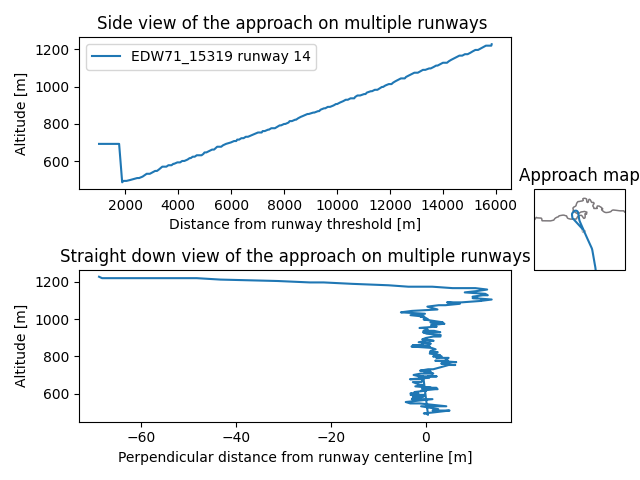 Side view of the approach on multiple runways
EDW71_15319 runway 14
Altitude [m]
1200
1000
800
600
2000 4000 6000 8000 10000 12000 14000 16000
Distance from runway threshold [m]
Approach map
Straight down view of the approach on multiple runways
Altitude [m]
1200
1000
800
600
−60 −40 −20 0
Perpendicular distance from runway centerline [m]